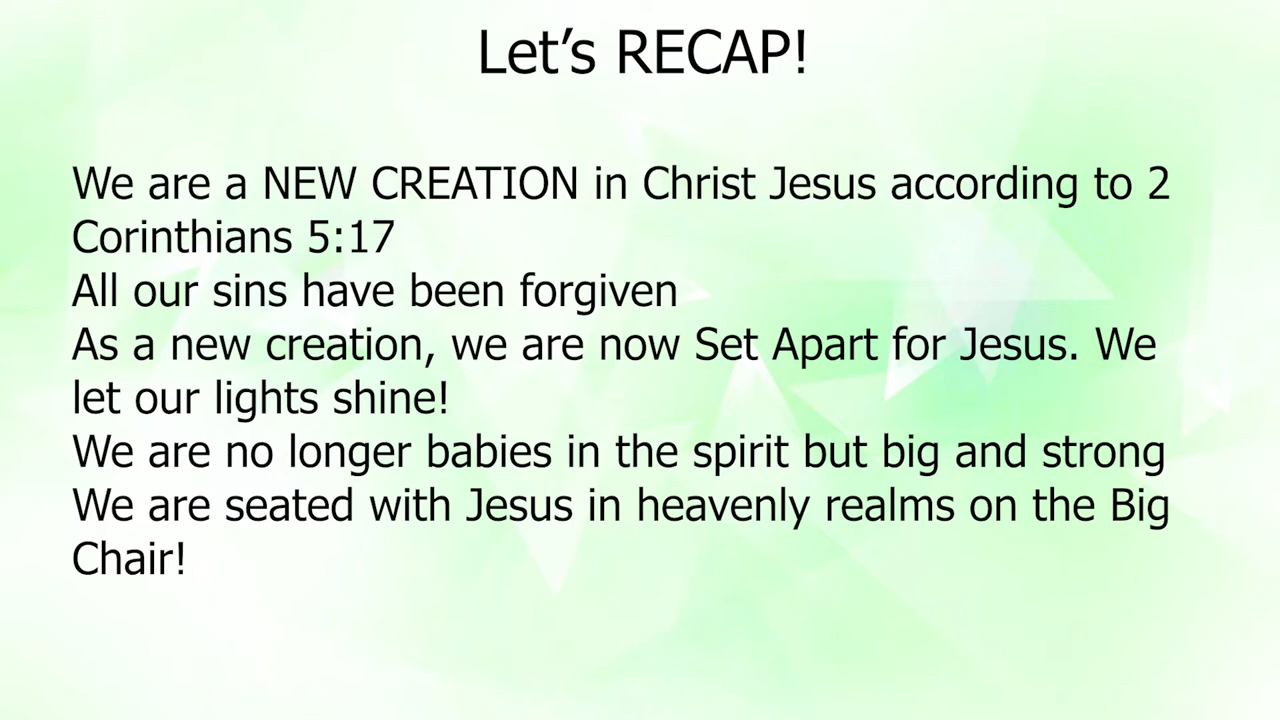 Let’s RECAP!
We are a NEW CREATION in Christ Jesus according to 2
Corinthians 5:17
All our sins have been forgiven
As a new creation, we are now Set Apart for Jesus. We
let our lights shine!
We are no longer babies in the spirit but big and strong
We are seated with Jesus in heavenly realms on the Big
Chair!